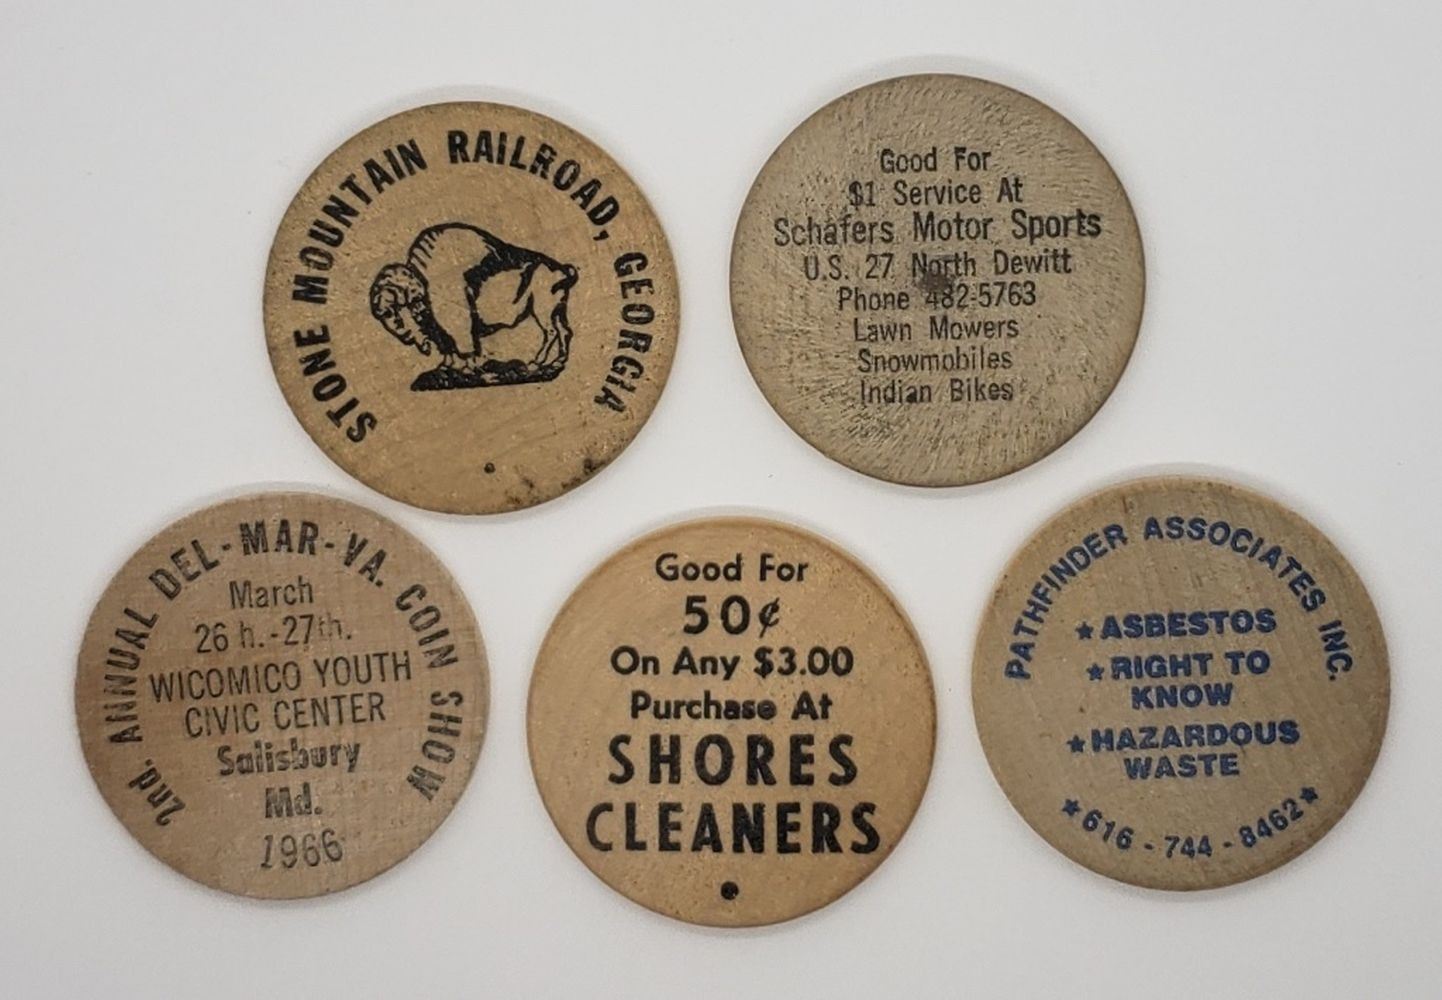 STONE MOUNTAIN RAILROAD, GEORGIA
Good For
$1 Service At
Schafers Motor Sports
U.S. 27 North Dewitt
Phone 482-5763
Lawn Mowers
Snowmobiles
Indian Bikes
2nd. ANNUAL DEL-MAR-VA. COIN SHOW
March
26 h.-27th.
WICOMICO YOUTH
CIVIC CENTER
Salisbury
Md.
1966
Good For
50¢
On Any $3.00
Purchase At
SHORES
CLEANERS
PATHFINDER ASSOCIATES INC.
★ASBESTOS
★RIGHT TO
KNOW
★HAZARDOUS
WASTE
★616-744-8462★